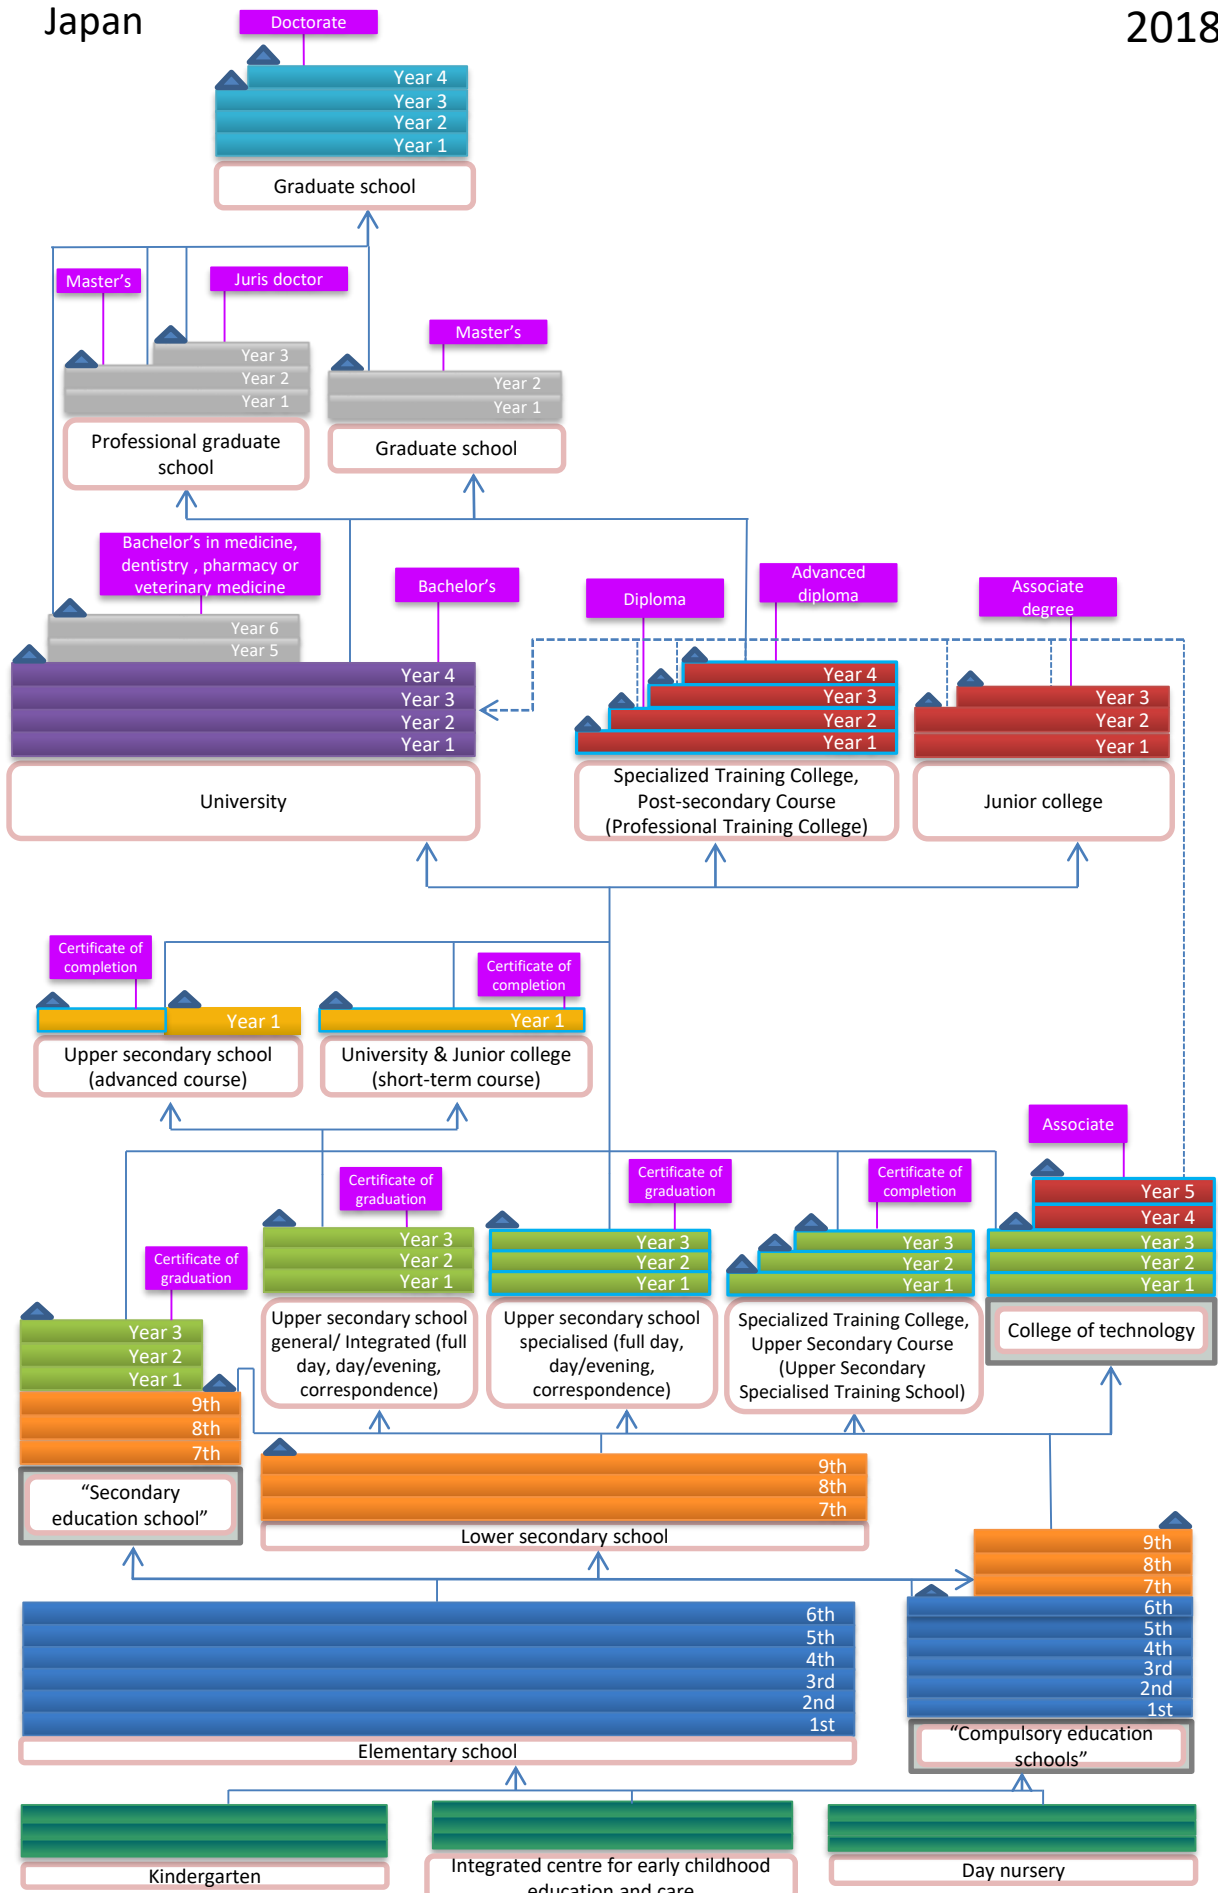 Japan
2018
Doctorate
Year 4
Year 3
Year 2
Year 1
Graduate school
Master's
Juris doctor
Year 3
Year 2
Year 1
Professional graduate
school
Master's
Year 2
Year 1
Graduate school
Bachelor's in medicine,
dentistry , pharmacy or
veterinary medicine
Bachelor's
Year 6
Year 5
Year 4
Year 3
Year 2
Year 1
University
Diploma
Advanced
diploma
Year 4
Year 3
Year 2
Year 1
Specialized Training College,
Post-secondary Course
(Professional Training College)
Associate
degree
Year 3
Year 2
Year 1
Junior college
Certificate of
completion
Year 1
Upper secondary school
(advanced course)
Certificate of
completion
Year 1
University & Junior college
(short-term course)
Certificate of
graduation
Year 3
Year 2
Year 1
9th
8th
7th
“Secondary
education school”
Certificate of
graduation
Year 3
Year 2
Year 1
Upper secondary school
general/ Integrated (full
day, day/evening,
correspondence)
Certificate of
graduation
Year 3
Year 2
Year 1
Upper secondary school
specialised (full day,
day/evening,
correspondence)
Certificate of
completion
Year 3
Year 2
Year 1
Specialized Training College,
Upper Secondary Course
(Upper Secondary
Specialised Training School)
Associate
Year 5
Year 4
Year 3
Year 2
Year 1
College of technology
9th
8th
7th
Lower secondary school
9th
8th
7th
6th
5th
4th
3rd
2nd
1st
“Compulsory education
schools”
6th
5th
4th
3rd
2nd
1st
Elementary school
Kindergarten
Integrated centre for early childhood
education and care
Day nursery